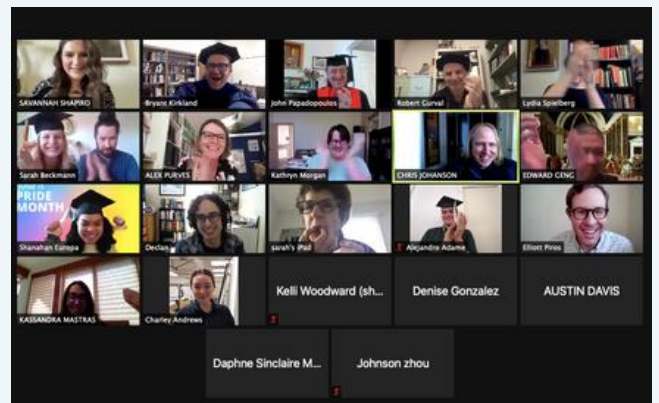 SAVANNAH SHAPIRO
Bryant Kirkland
John Papadopoulos
Robert Gurval
Lydia Spielberg
Sarah Beckmann
ALEX PURVES
Kathryn Morgan
CHRIS JOHANSON
EDWARD GENG
PRIDE
MONTH
Shanahan Europa
Declan
sarah's iPad
Alejandro Adame
Elliott Piros
KASSANDRA MASTRAS
Charley Andrews
Kelli Woodward (sh...
Denise Gonzalez
AUSTIN DAVIS
Daphne Sinclaire M...
Johnson zhou